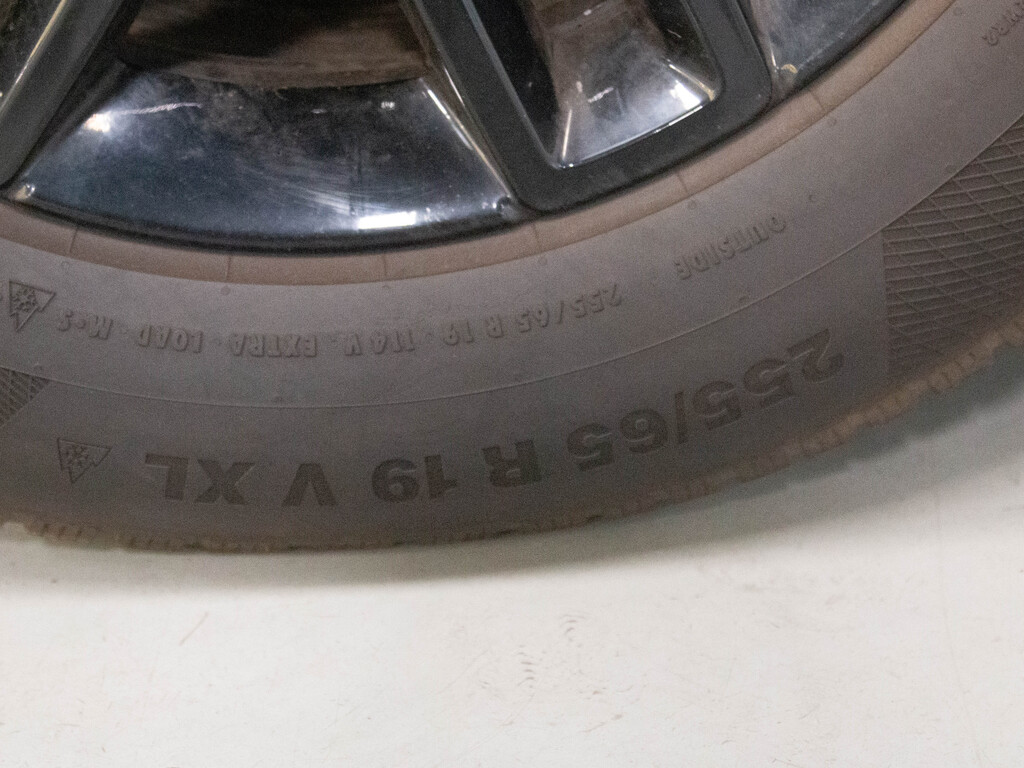 OUTSIDE
255/65 R 19 · 114 V EXTRA LOAD · M+S
255/65 R 19 V XL